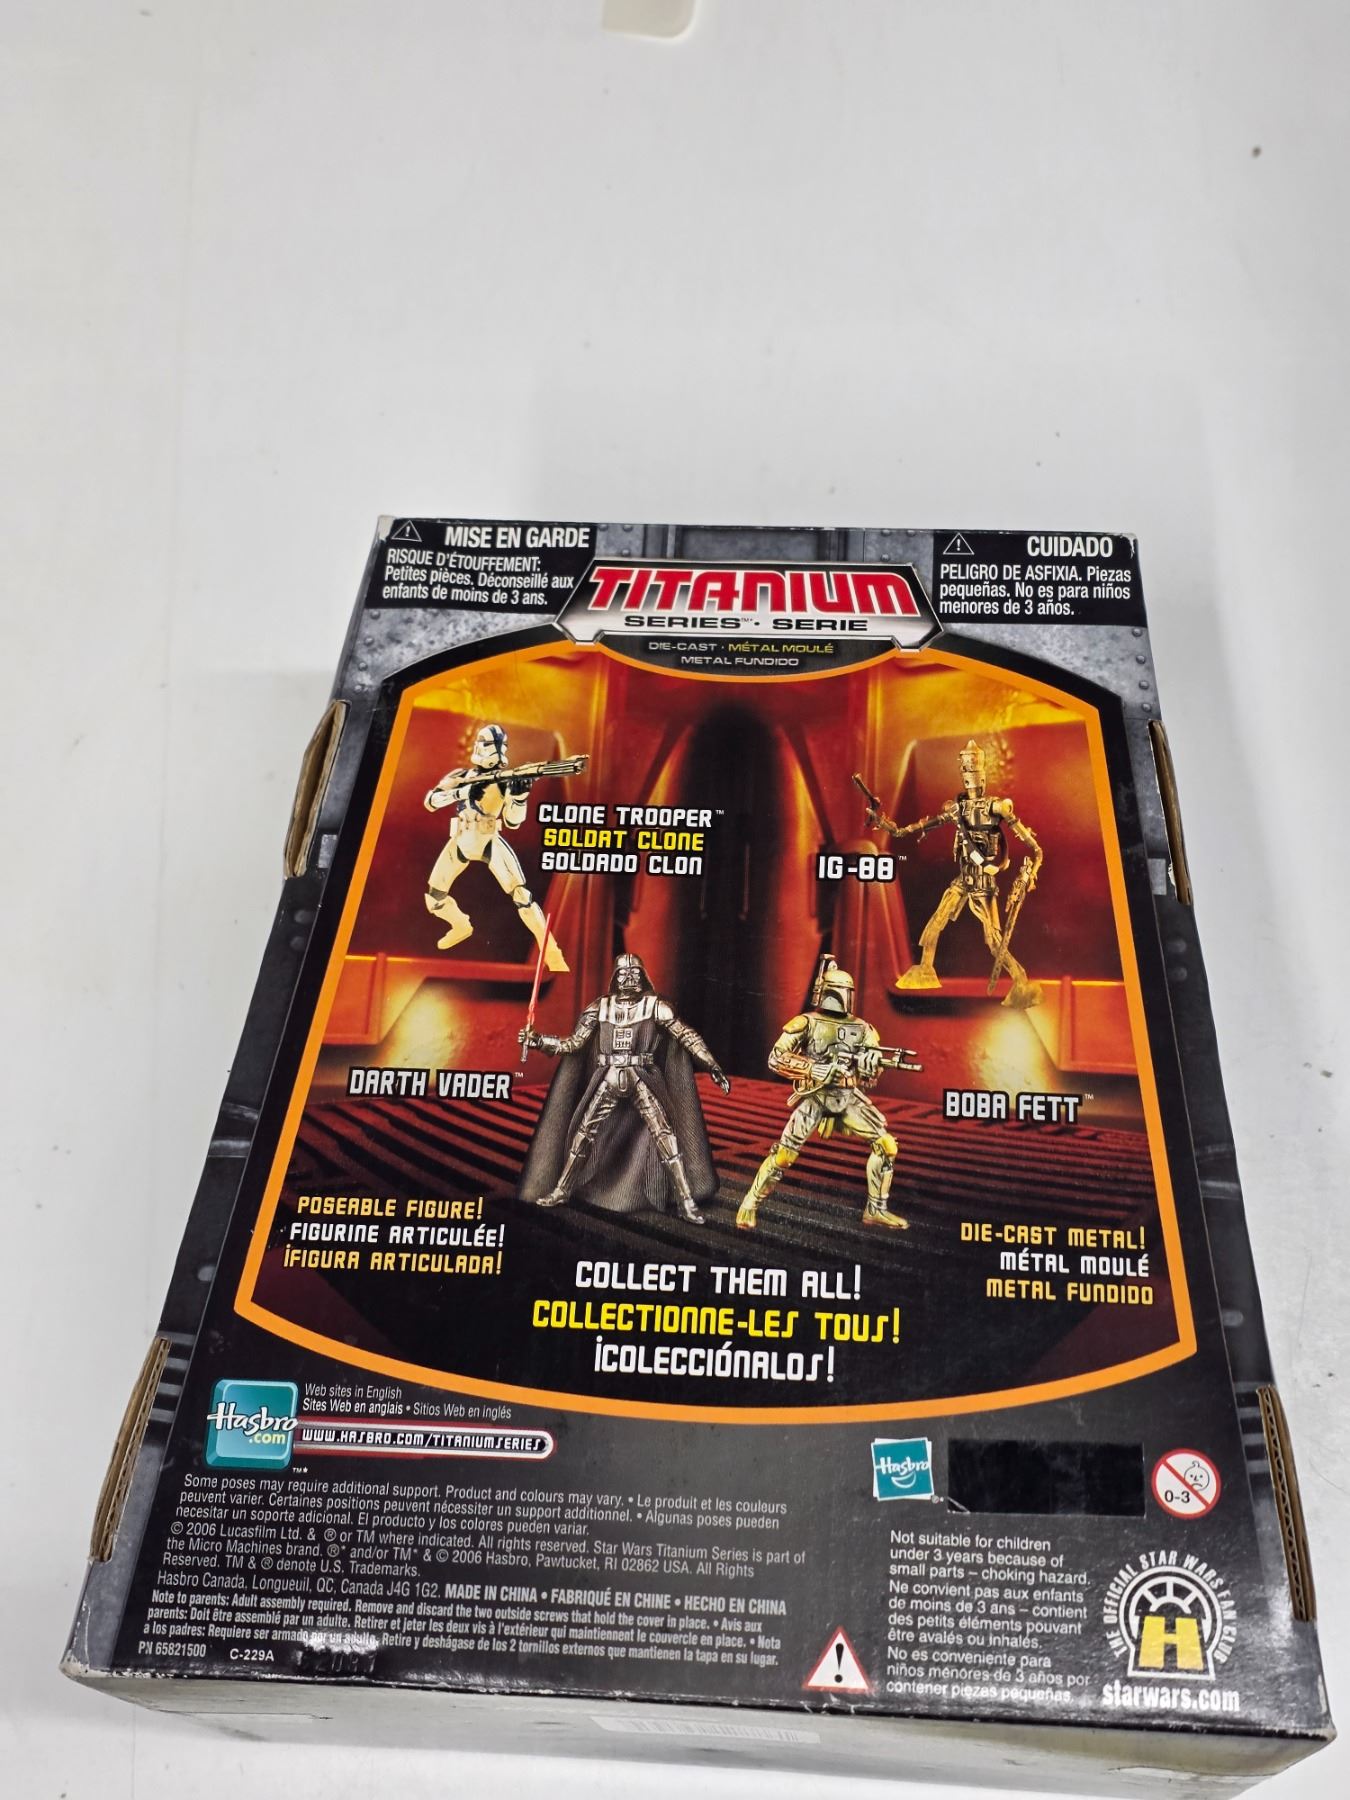 MISE EN GARDE
RISQUE D'ÉTOUFFEMENT:
Petites pièces. Déconseillé aux
enfants de moins de 3 ans.
TITANIUM
SERIES™ • SERIE
DIE-CAST • MÉTAL MOULÉ
METAL FUNDIDO
CUIDADO
PELIGRO DE ASFIXIA. Piezas
pequeñas. No es para niños
menores de 3 años.
CLONE TROOPER™
SOLDAT CLONE
SOLDADO CLON
IG-88™
DARTH VADER™
BOBA FETT™
POSEABLE FIGURE!
FIGURINE ARTICULÉE!
¡FIGURA ARTICULADA!
DIE-CAST METAL!
MÉTAL MOULÉ
METAL FUNDIDO
COLLECT THEM ALL!
COLLECTIONNE-LES TOUS!
¡COLECCIÓNALOS!
Hasbro
.com
TM*
Web sites in English
Sites Web en anglais • Sitios Web en inglés
WWW.HASBRO.COM/TITANIUMSERIES
Some poses may require additional support. Product and colours may vary. • Le produit et les couleurs
peuvent varier. Certaines positions peuvent nécessiter un support additionnel. • Algunas poses pueden
necesitar un soporte adicional. El producto y los colores pueden variar.
© 2006 Lucasfilm Ltd. & ® or TM where indicated. All rights reserved. Star Wars Titanium Series is part of
the Micro Machines brand. ®* and/or TM* & © 2006 Hasbro, Pawtucket, RI 02862 USA. All Rights
Reserved. TM & ® denote U.S. Trademarks.
Hasbro Canada, Longueuil, QC, Canada J4G 1G2. MADE IN CHINA • FABRIQUÉ EN CHINE • HECHO EN CHINA
Note to parents: Adult assembly required. Remove and discard the two outside screws that hold the cover in place. • Avis aux
parents: Doit être assemblé par un adulte. Retirer et jeter les deux vis à l'extérieur qui maintiennent le couvercle en place. • Nota
a los padres: Requiere ser armado por un adulto. Retire y deshágase de los 2 tornillos externos que mantienen la tapa en su lugar.
PN 65821500 C-229A
Hasbro
®*
0-3
Not suitable for children
under 3 years because of
small parts – choking hazard.
Ne convient pas aux enfants
de moins de 3 ans – contient
des petits éléments pouvant
être avalés ou inhalés.
No es conveniente para
niños menores de 3 años por
contener piezas pequeñas.
THE OFFICIAL STAR WARS FAN CLUB
H
starwars.com